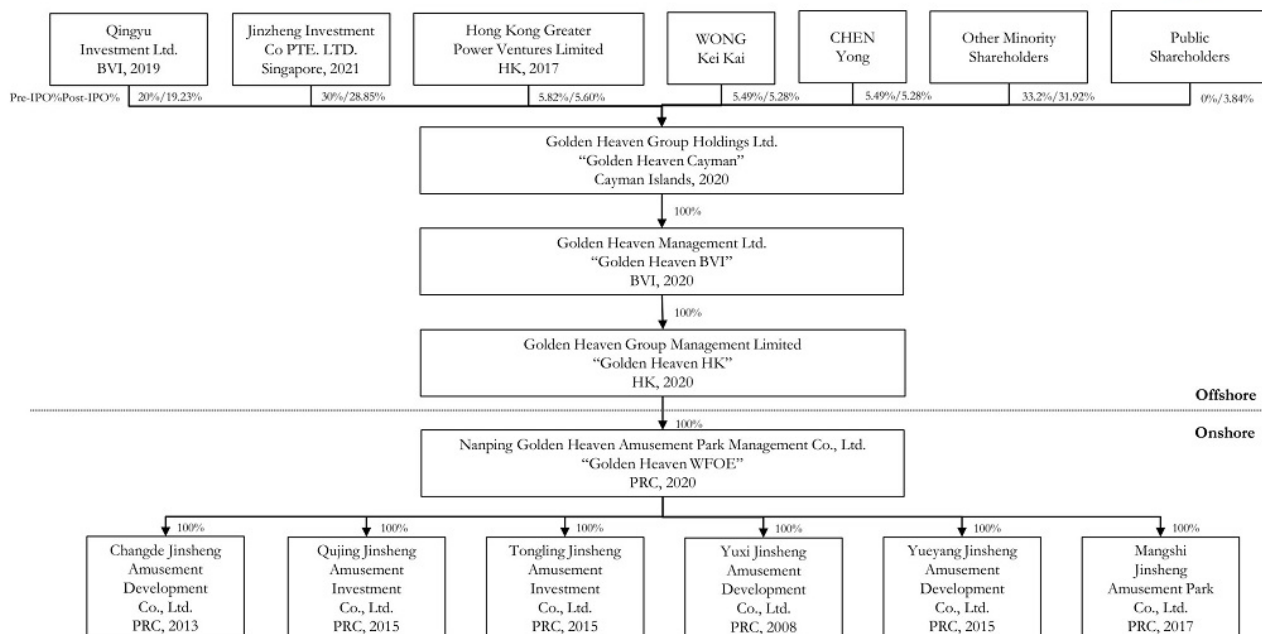 Qingyu
Investment Ltd.
BVI, 2019
Jinzheng Investment
Co PTE. LTD.
Singapore, 2021
Hong Kong Greater
Power Ventures Limited
HK, 2017
WONG
Kei Kai
CHEN
Yong
Other Minority
Shareholders
Public
Shareholders
Pre-IPO%Post-IPO%
20%/19.23%
30%/28.85%
5.82%/5.60%
5.49%/5.28%
5.49%/5.28%
33.2%/31.92%
0%/3.84%
Golden Heaven Group Holdings Ltd.
“Golden Heaven Cayman”
Cayman Islands, 2020
100%
Golden Heaven Management Ltd.
“Golden Heaven BVI”
BVI, 2020
100%
Golden Heaven Group Management Limited
“Golden Heaven HK”
HK, 2020
Offshore
100%
Onshore
Nanping Golden Heaven Amusement Park Management Co., Ltd.
“Golden Heaven WFOE”
PRC, 2020
100%
100%
100%
100%
100%
100%
Changde Jinsheng
Amusement
Development
Co., Ltd.
PRC, 2013
Qujing Jinsheng
Amusement
Investment
Co., Ltd.
PRC, 2015
Tongling Jinsheng
Amusement
Investment
Co., Ltd.
PRC, 2015
Yuxi Jinsheng
Amusement
Development
Co., Ltd.
PRC, 2008
Yueyang Jinsheng
Amusement
Development
Co., Ltd.
PRC, 2015
Mangshi
Jinsheng
Amusement Park
Co., Ltd.
PRC, 2017